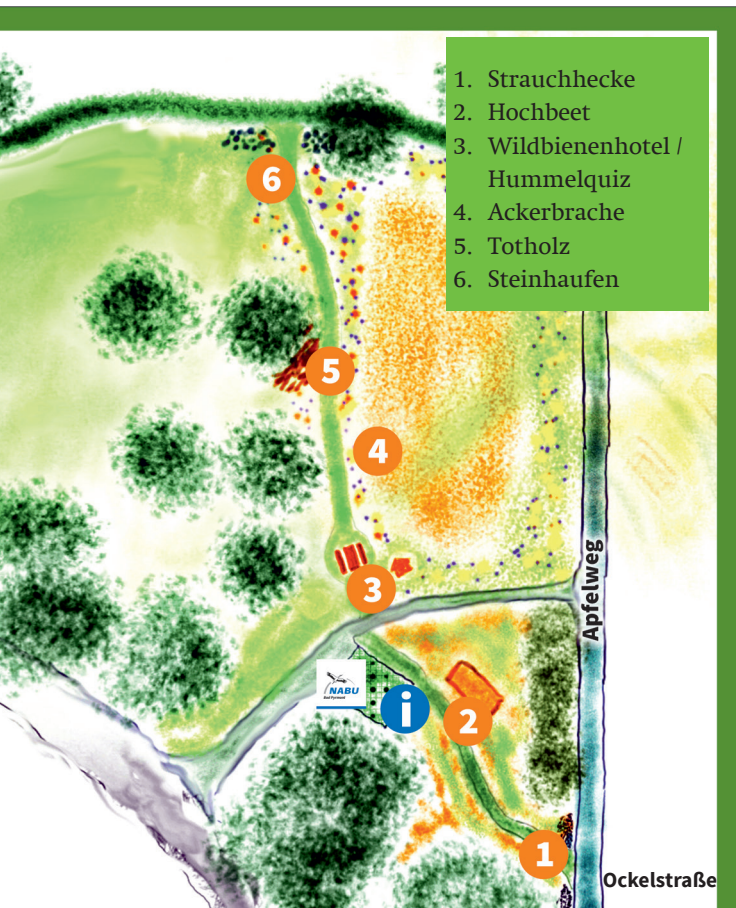 1. Strauchhecke
2. Hochbeet
3. Wildbienenhotel /
Hummelquiz
4. Ackerbrache
5. Totholz
6. Steinhaufen
6
5
4
3
Apfelweg
NABU
Bad Pyrmont
i
2
1
Ockelstraße